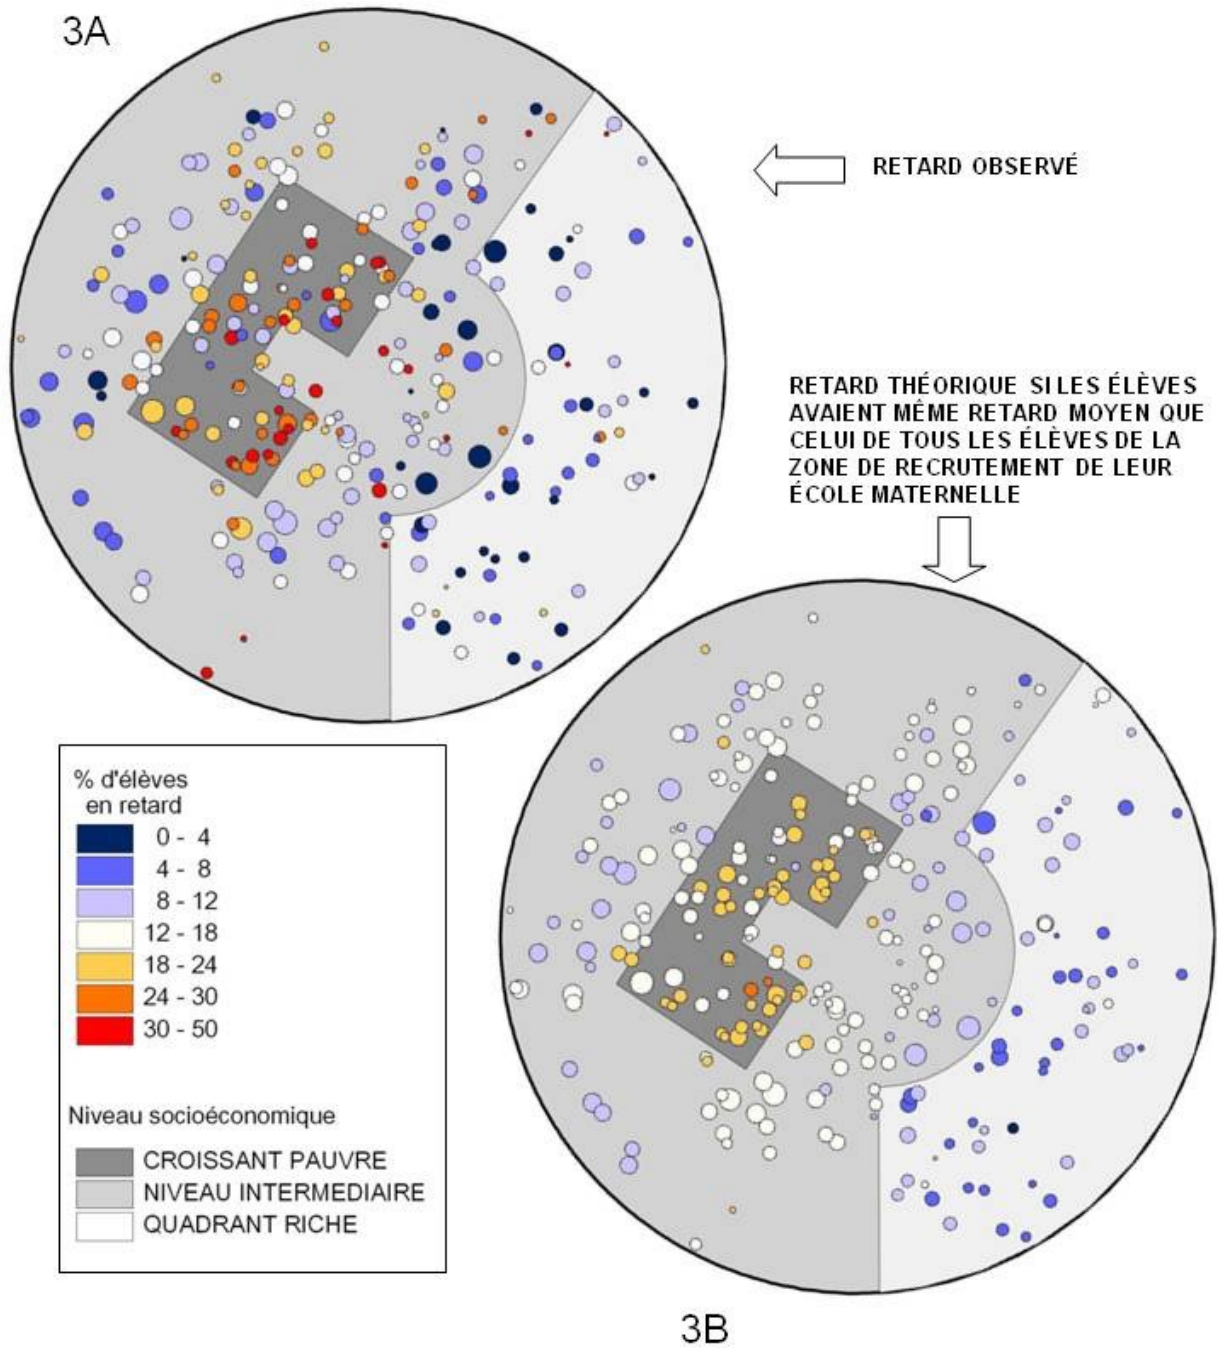 3A
RETARD OBSERVÉ
RETARD THÉORIQUE SI LES ÉLÈVES
AVAIENT MÊME RETARD MOYEN QUE
CELUI DE TOUS LES ÉLÈVES DE LA
ZONE DE RECRUTEMENT DE LEUR
ÉCOLE MATERNELLE
% d'élèves
en retard
0 - 4
4 - 8
8 - 12
12 - 18
18 - 24
24 - 30
30 - 50
Niveau socioéconomique
CROISSANT PAUVRE
NIVEAU INTERMEDIAIRE
QUADRANT RICHE
3B